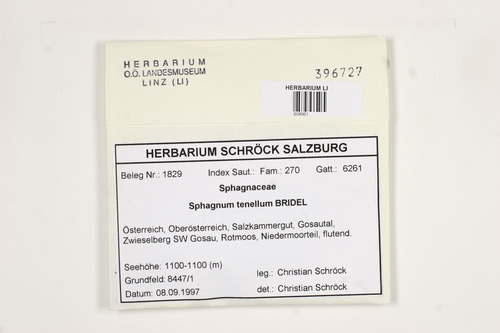 HERBARIUM
O.Ö. LANDESMUSEUM
LINZ (LI)
396727
HERBARIUM LI
HERBARIUM SCHRÖCK SALZBURG
Beleg Nr.: 1829 Index Saut.: Fam.: 270 Gatt.: 6261
Sphagnaceae
Sphagnum tenellum BRIDEL
Österreich, Oberösterreich, Salzkammergut, Gosautal,
Zwieselberg SW Gosau, Rotmoos, Niedermoorteil, flutend.
Seehöhe: 1100-1100 (m)
Grundfeld: 8447/1
Datum: 08.09.1997
leg.: Christian Schröck
det.: Christian Schröck